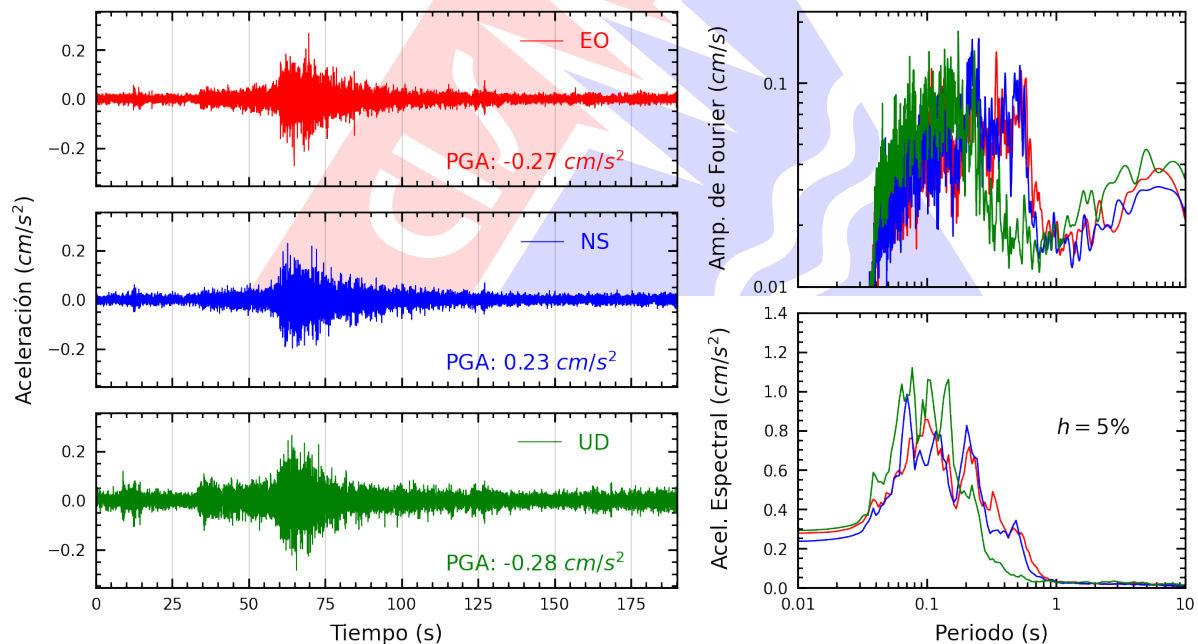 Aceleración (cm/s²)
0.2
0.0
−0.2
EO
PGA: -0.27 cm/s²
0.2
0.0
−0.2
NS
PGA: 0.23 cm/s²
0.2
0.0
−0.2
UD
PGA: -0.28 cm/s²
0 25 50 75 100 125 150 175
Tiempo (s)
Amp. de Fourier (cm/s)
0.1
0.01
Acel. Espectral (cm/s²)
1.4
1.2
1.0
0.8
0.6
0.4
0.2
0.0
h = 5%
0.01 0.1 1 10
Periodo (s)